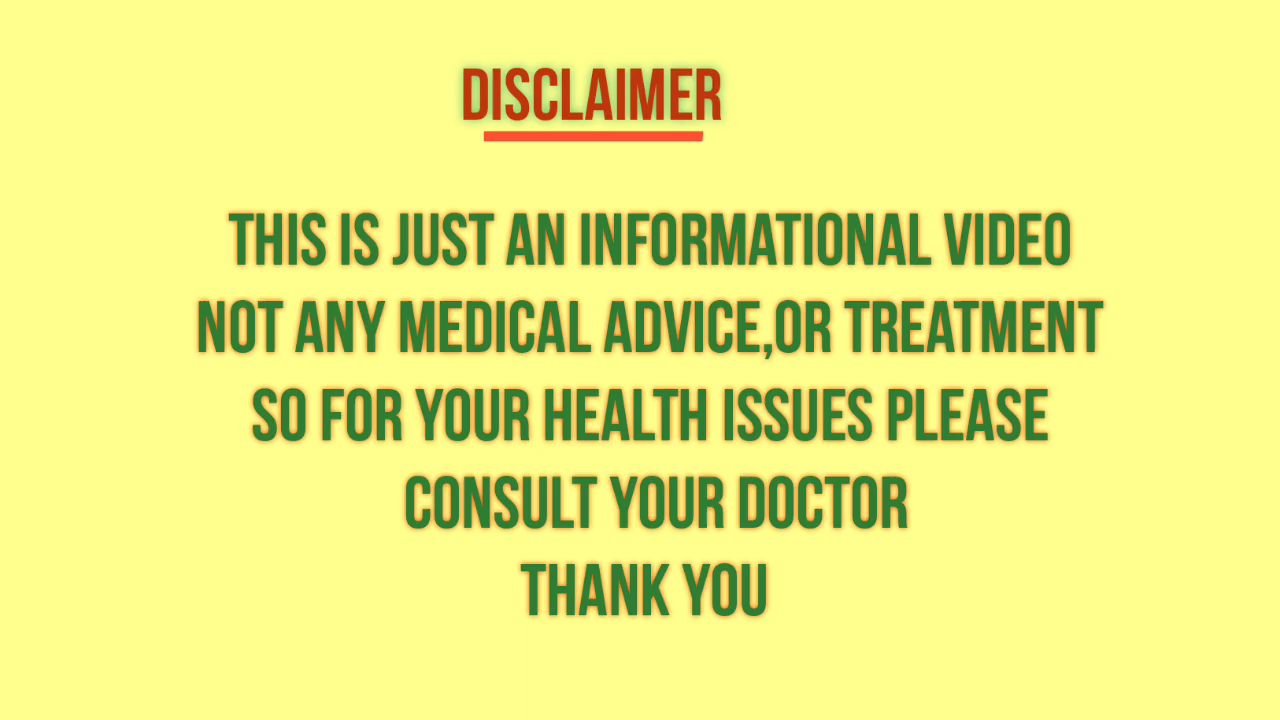 DISCLAIMER
THIS IS JUST AN INFORMATIONAL VIDEO
NOT ANY MEDICAL ADVICE,OR TREATMENT
SO FOR YOUR HEALTH ISSUES PLEASE
CONSULT YOUR DOCTOR
THANK YOU